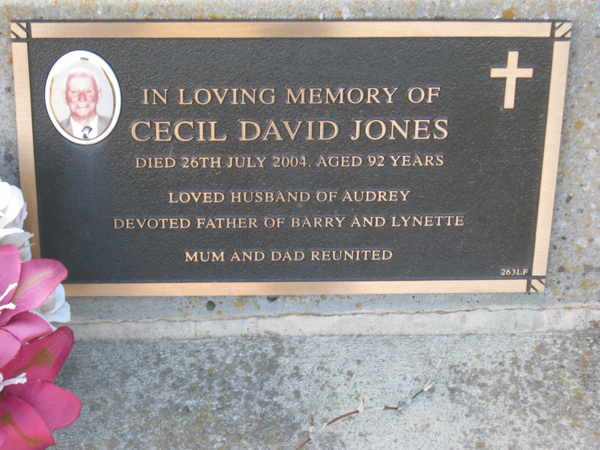 IN LOVING MEMORY OF
CECIL DAVID JONES
DIED 26TH JULY 2004. AGED 92 YEARS
LOVED HUSBAND OF AUDREY
DEVOTED FATHER OF BARRY AND LYNETTE
MUM AND DAD REUNITED
263LF